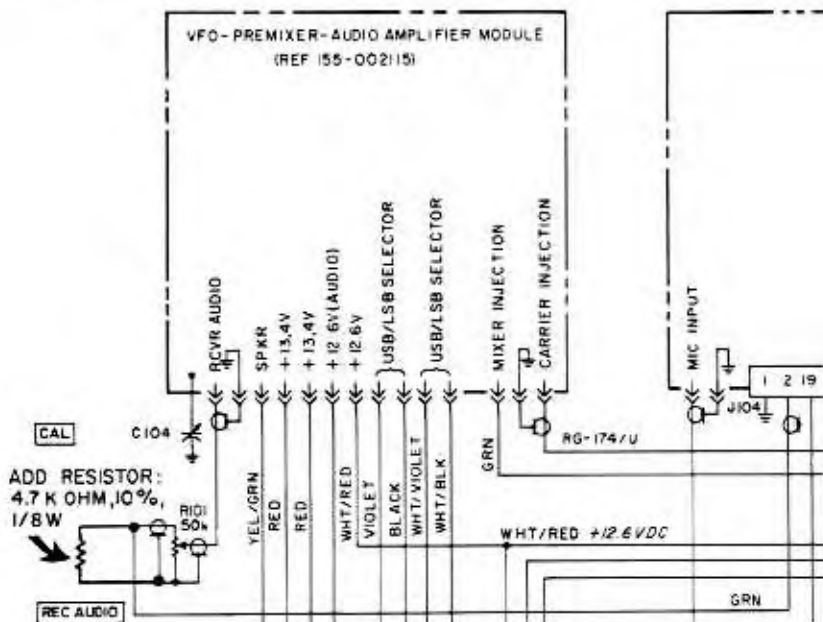 VFO-PREMIXER-AUDIO AMPLIFIER MODULE
(REF 155-002115)
RCVR AUDIO
SPKR
+13.4V
+13.4V
+12.6V(AUDIO)
+12.6V
USB/LSB SELECTOR
USB/LSB SELECTOR
MIXER INJECTION
CARRIER INJECTION
MIC INPUT
1 2 19
J104
CAL
C104
RG-174/U
ADD RESISTOR:
4.7 K OHM, 10%,
1/8 W
R101
50k
YEL/GRN
RED
RED
WHT/RED
VIOLET
BLACK
WHT/VIOLET
WHT/BLK
GRN
WHT/RED +12.6VDC
GRN
REC AUDIO